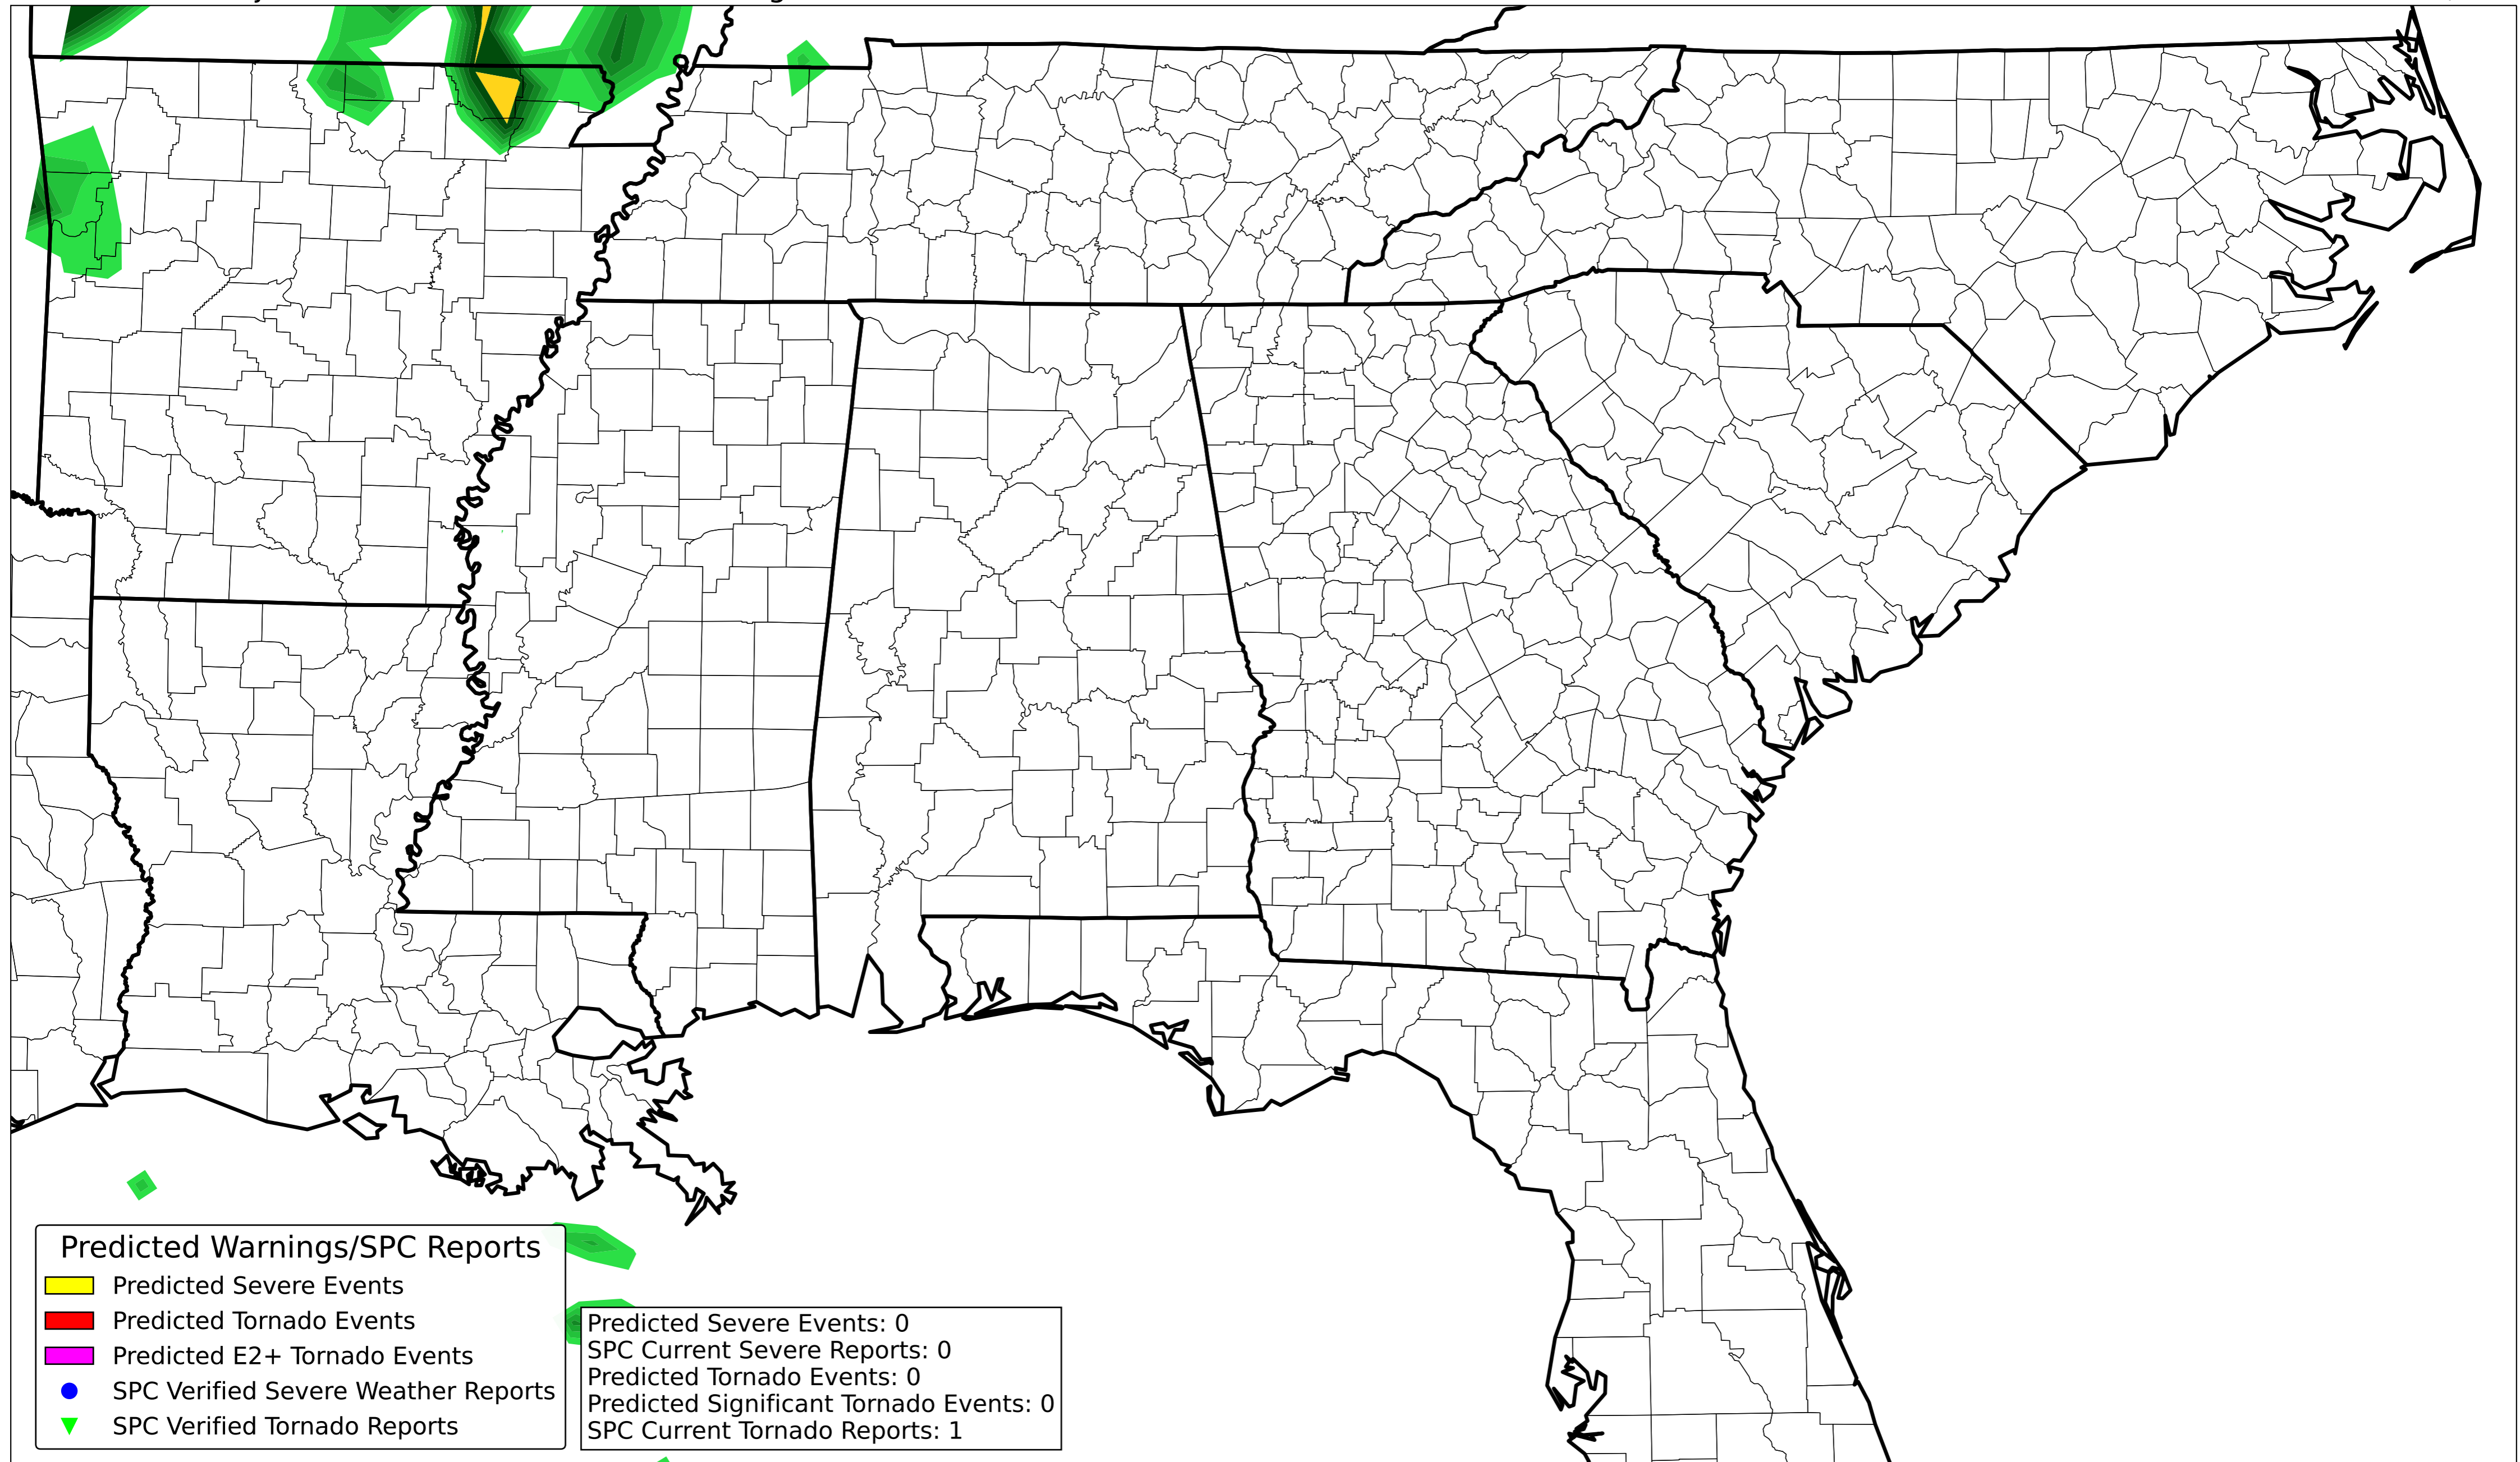 Predicted Warnings/SPC Reports
Predicted Severe Events
Predicted Tornado Events
Predicted E2+ Tornado Events
SPC Verified Severe Weather Reports
SPC Verified Tornado Reports
Predicted Severe Events: 0
SPC Current Severe Reports: 0
Predicted Tornado Events: 0
Predicted Significant Tornado Events: 0
SPC Current Tornado Reports: 1